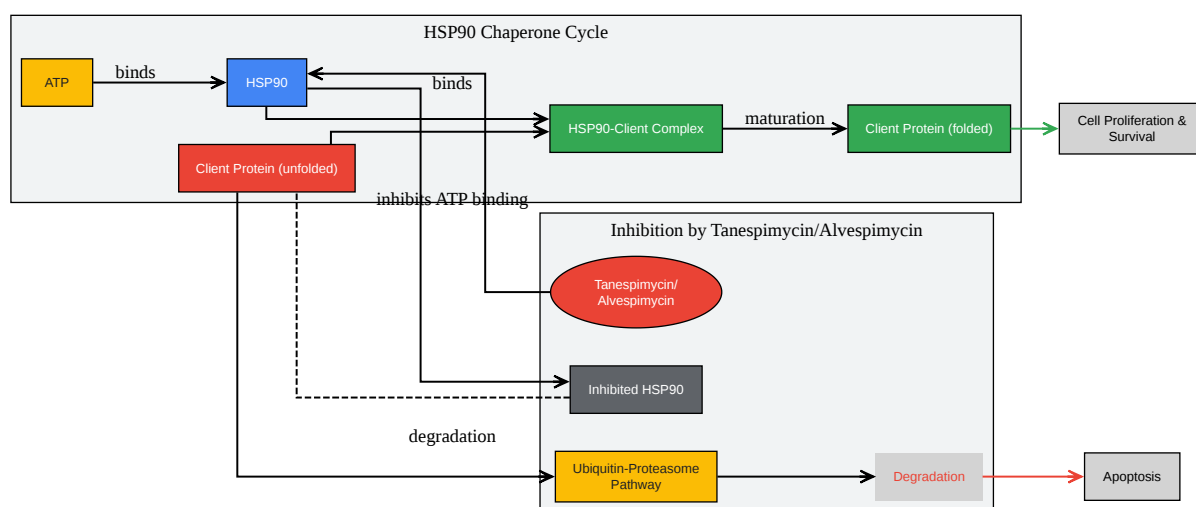 HSP90 Chaperone Cycle
ATP
binds
HSP90
binds
HSP90-Client Complex
maturation
Client Protein (folded)
Cell Proliferation &
Survival
Client Protein (unfolded)
inhibits ATP binding
Inhibition by Tanespimycin/Alvespimycin
Tanespimycin/
Alvespimycin
Inhibited HSP90
degradation
Ubiquitin-Proteasome
Pathway
Degradation
Apoptosis